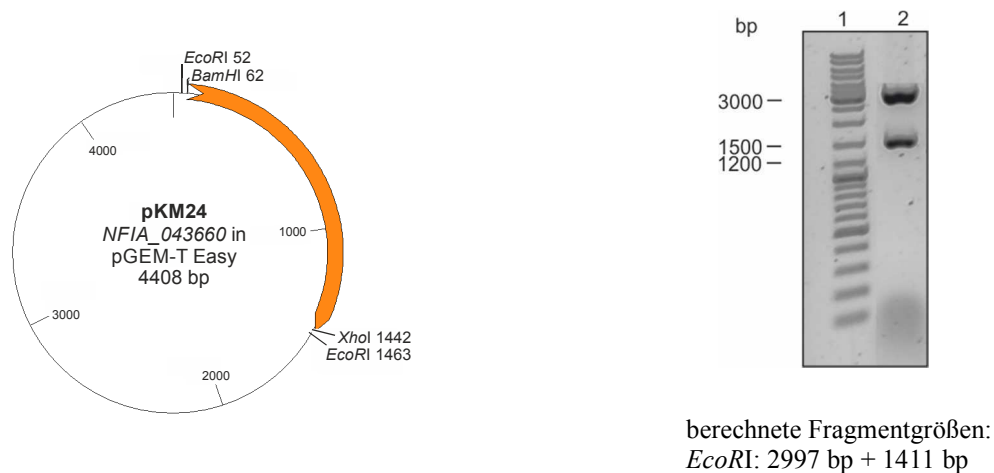 EcoRI 52
BamHI 62
4000
pKM24
NFIA_043660 in
pGEM-T Easy
4408 bp
1000
3000
XhoI 1442
EcoRI 1463
2000
1 2
bp
3000
1500
1200
berechnete Fragmentgrößen:
EcoRI: 2997 bp + 1411 bp